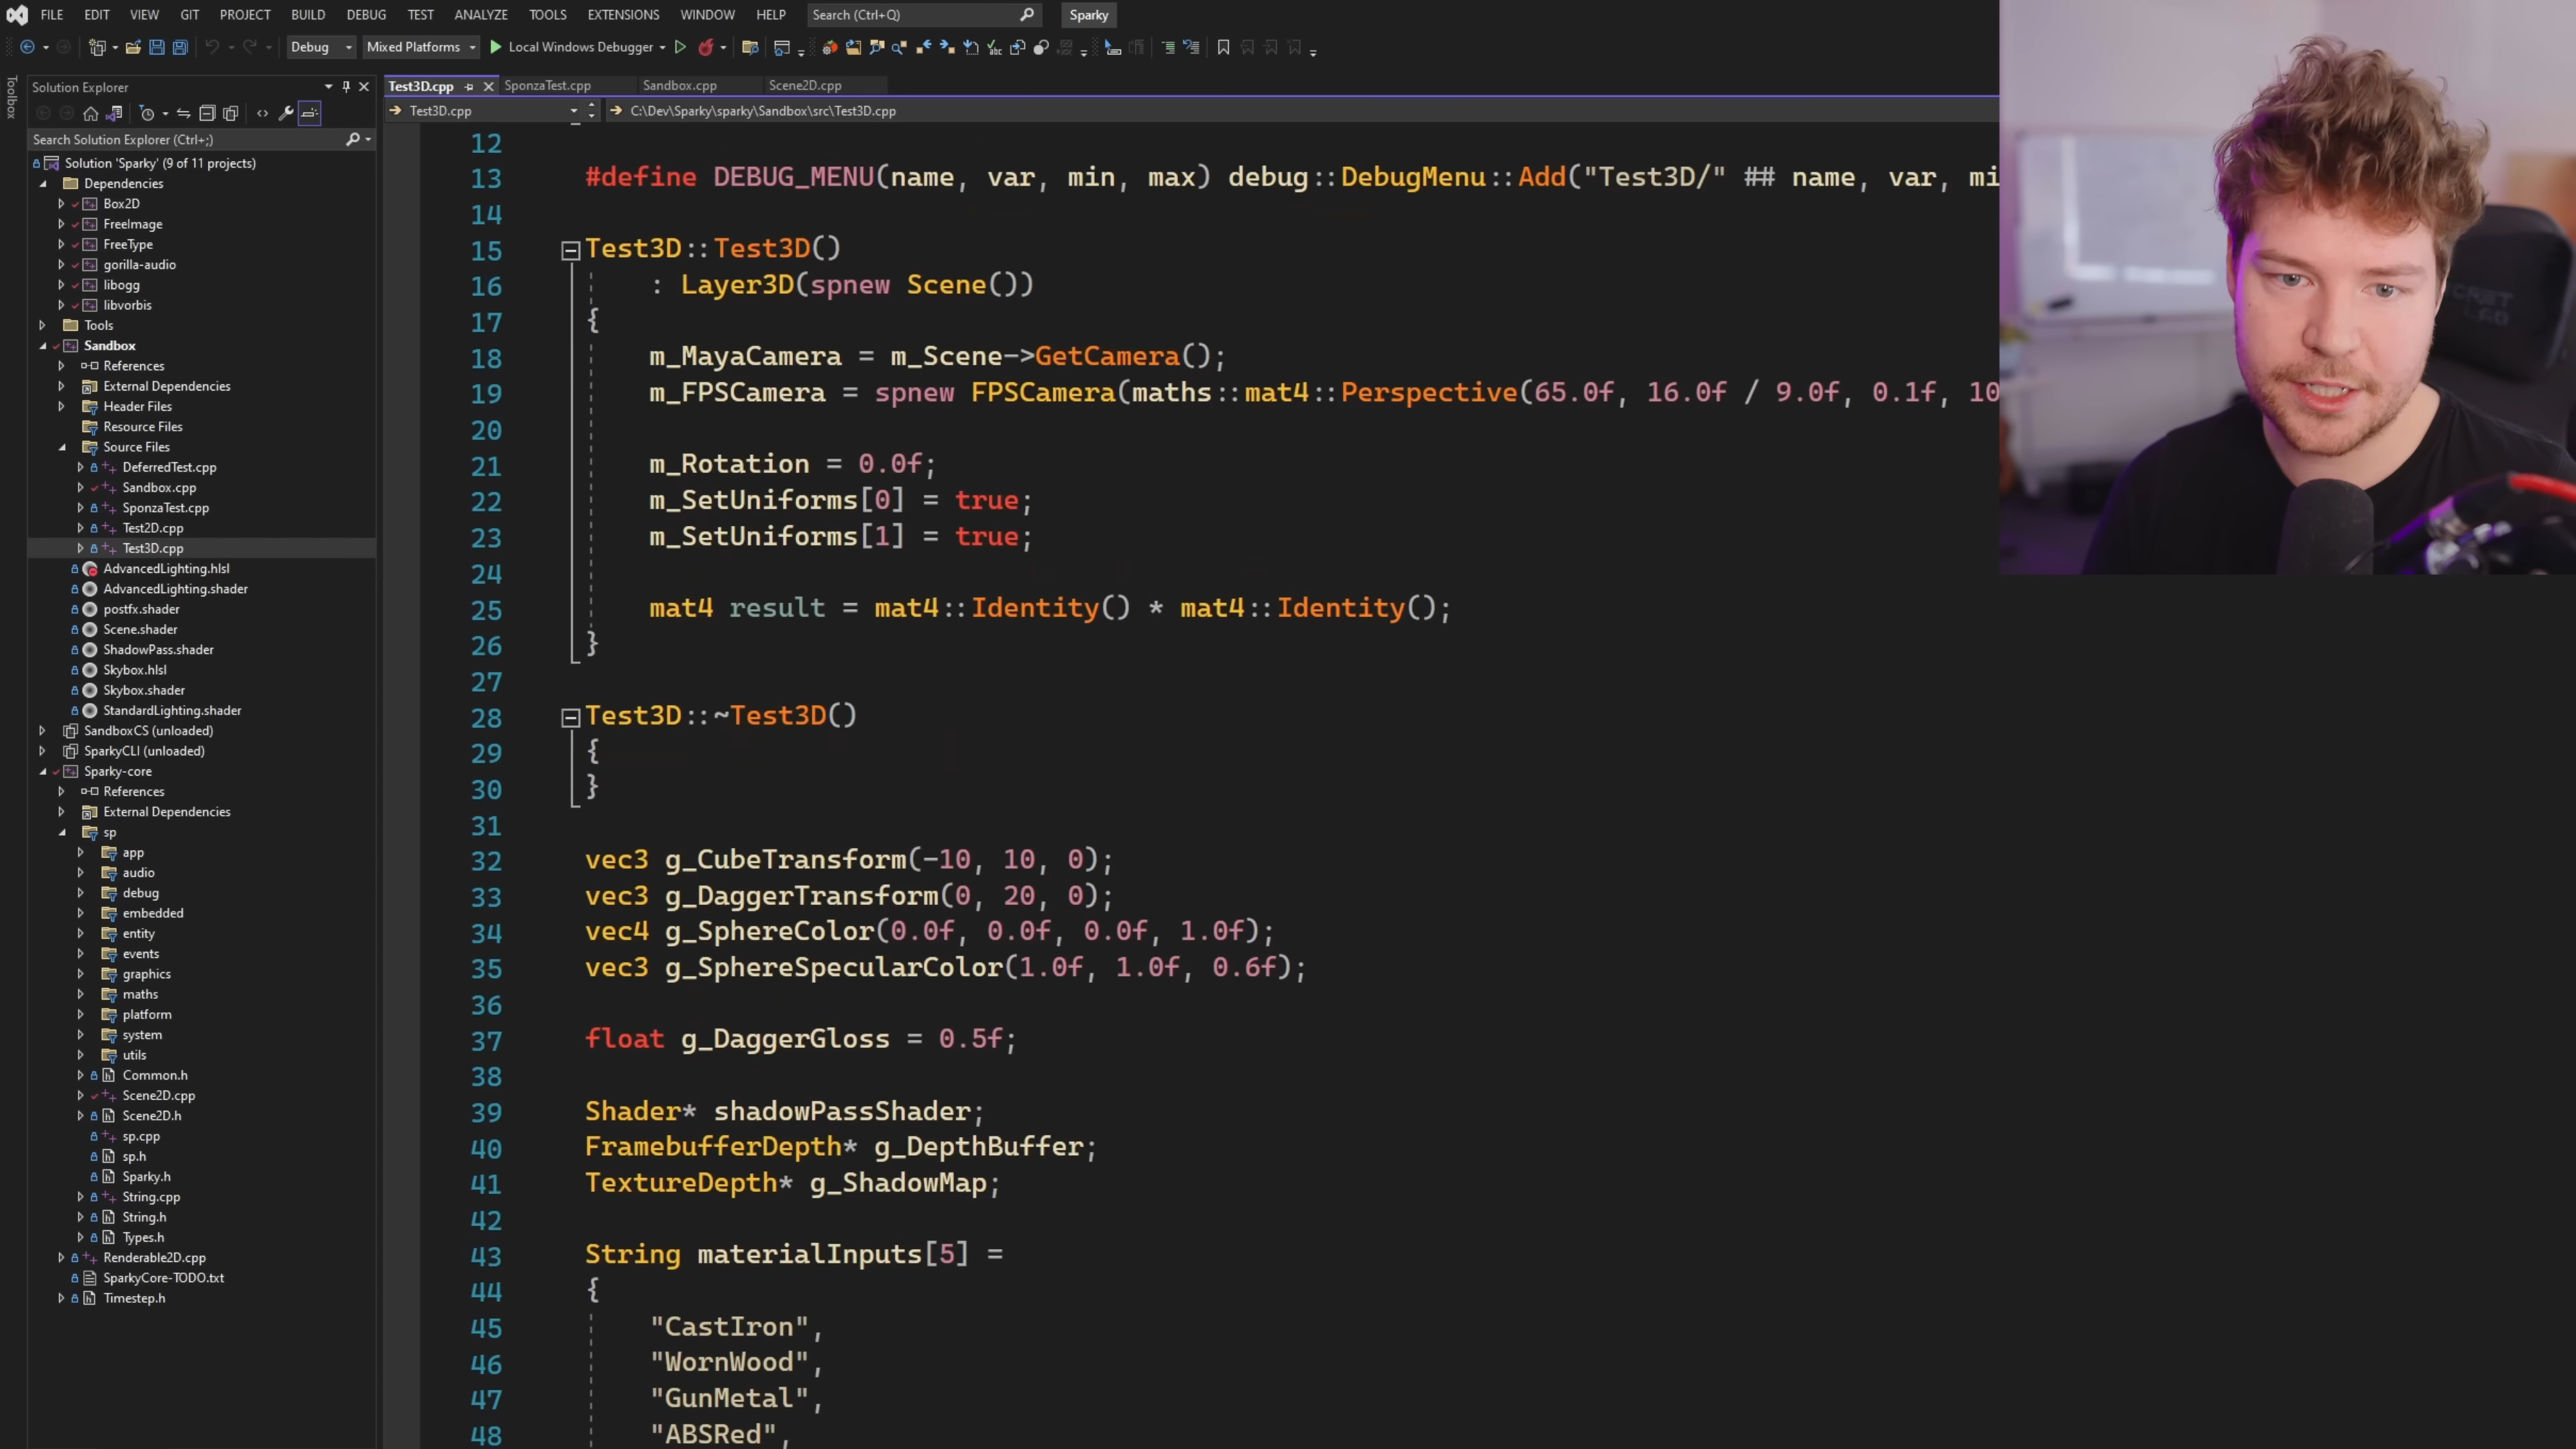 FILE EDIT VIEW GIT PROJECT BUILD DEBUG TEST ANALYZE TOOLS EXTENSIONS WINDOW HELP Search (Ctrl+Q) Sparky
Debug Mixed Platforms Local Windows Debugger
Toolbox
Solution Explorer
Search Solution Explorer (Ctrl+;)
Solution 'Sparky' (9 of 11 projects)
Dependencies
Box2D
FreeImage
FreeType
gorilla-audio
libogg
libvorbis
Tools
Sandbox
References
External Dependencies
Header Files
Resource Files
Source Files
DeferredTest.cpp
Sandbox.cpp
SponzaTest.cpp
Test2D.cpp
Test3D.cpp
AdvancedLighting.hlsl
AdvancedLighting.shader
postfx.shader
Scene.shader
ShadowPass.shader
Skybox.hlsl
Skybox.shader
StandardLighting.shader
SandboxCS (unloaded)
SparkyCLI (unloaded)
Sparky-core
References
External Dependencies
sp
app
audio
debug
embedded
entity
events
graphics
maths
platform
system
utils
Common.h
Scene2D.cpp
Scene2D.h
sp.cpp
sp.h
Sparky.h
String.cpp
String.h
Types.h
Renderable2D.cpp
SparkyCore-TODO.txt
Timestep.h
Test3D.cpp SponzaTest.cpp Sandbox.cpp Scene2D.cpp
Test3D.cpp C:\Dev\Sparky\sparky\Sandbox\src\Test3D.cpp
12
13 #define DEBUG_MENU(name, var, min, max) debug::DebugMenu::Add("Test3D/" ## name, var, mi
14
15 Test3D::Test3D()
16 : Layer3D(spnew Scene())
17 {
18 m_MayaCamera = m_Scene->GetCamera();
19 m_FPSCamera = spnew FPSCamera(maths::mat4::Perspective(65.0f, 16.0f / 9.0f, 0.1f, 10
20
21 m_Rotation = 0.0f;
22 m_SetUniforms[0] = true;
23 m_SetUniforms[1] = true;
24
25 mat4 result = mat4::Identity() * mat4::Identity();
26 }
27
28 Test3D::~Test3D()
29 {
30 }
31
32 vec3 g_CubeTransform(-10, 10, 0);
33 vec3 g_DaggerTransform(0, 20, 0);
34 vec4 g_SphereColor(0.0f, 0.0f, 0.0f, 1.0f);
35 vec3 g_SphereSpecularColor(1.0f, 1.0f, 0.6f);
36
37 float g_DaggerGloss = 0.5f;
38
39 Shader* shadowPassShader;
40 FramebufferDepth* g_DepthBuffer;
41 TextureDepth* g_ShadowMap;
42
43 String materialInputs[5] =
44 {
45 "CastIron",
46 "WornWood",
47 "GunMetal",
48 "ABSRed",